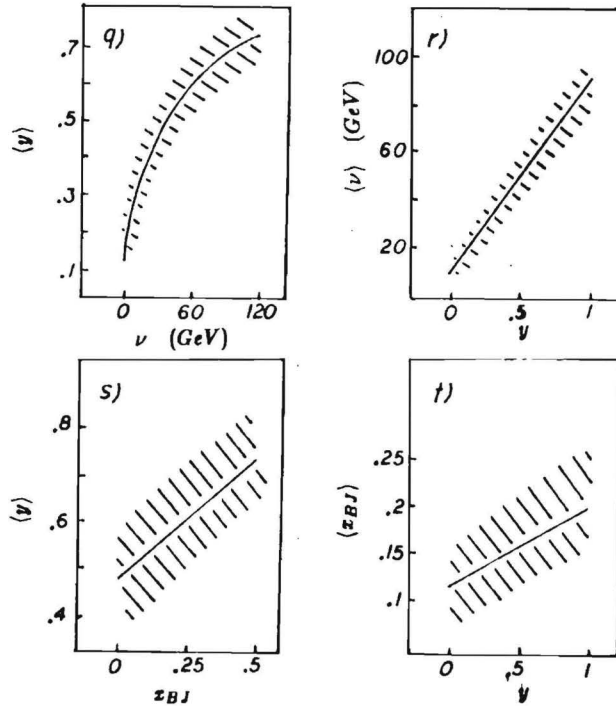 q)
⟨y⟩
.7
.5
.3
.1
0 60 120
ν (GeV)
r)
⟨ν⟩ (GeV)
100
60
20
0 .5 1
y
s)
⟨y⟩
.8
.6
.4
0 .5
x_BJ
t)
⟨x_BJ⟩
.25
.2
.15
.1
0 .5 1
y